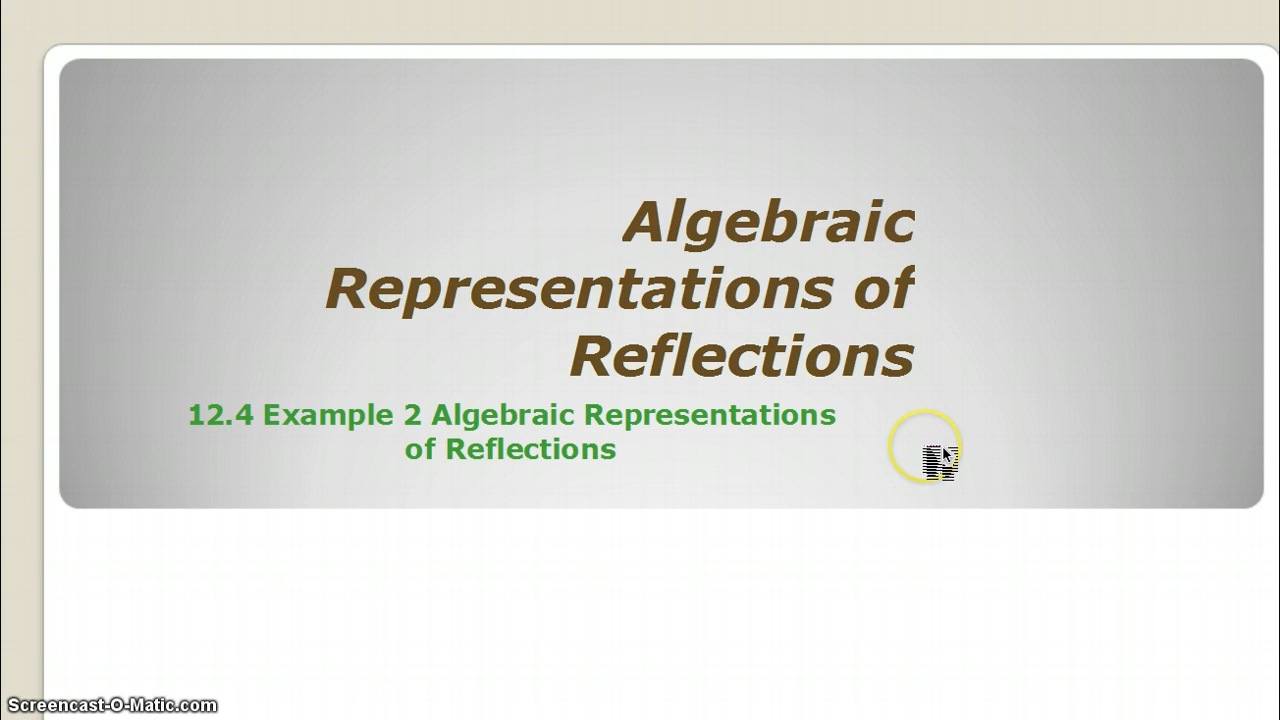 Algebraic
Representations of
Reflections
12.4 Example 2 Algebraic Representations
of Reflections
Screencast-O-Matic.com